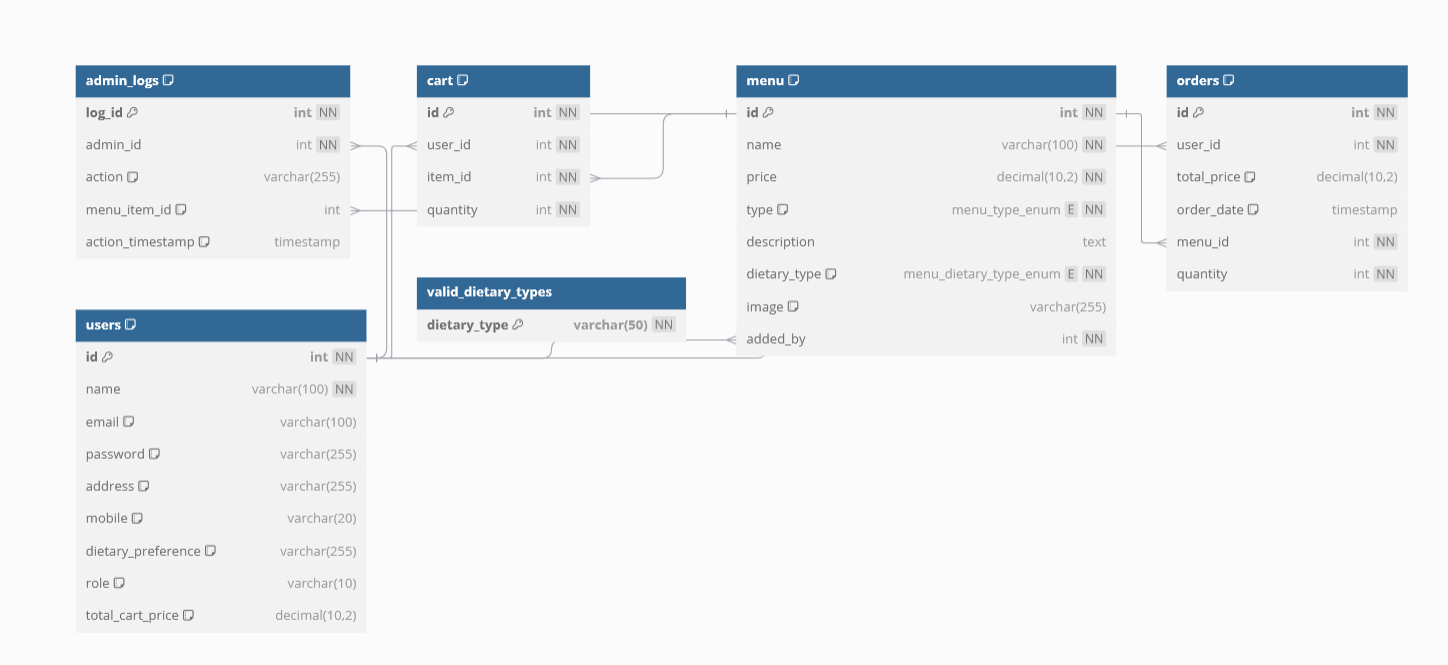 admin_logs
log_id int NN
admin_id int NN
action varchar(255)
menu_item_id int
action_timestamp timestamp
cart
id int NN
user_id int NN
item_id int NN
quantity int NN
menu
id int NN
name varchar(100) NN
price decimal(10,2) NN
type menu_type_enum E NN
description text
dietary_type menu_dietary_type_enum E NN
image varchar(255)
added_by int NN
orders
id int NN
user_id int NN
total_price decimal(10,2)
order_date timestamp
menu_id int NN
quantity int NN
valid_dietary_types
dietary_type varchar(50) NN
users
id int NN
name varchar(100) NN
email varchar(100)
password varchar(255)
address varchar(255)
mobile varchar(20)
dietary_preference varchar(255)
role varchar(10)
total_cart_price decimal(10,2)